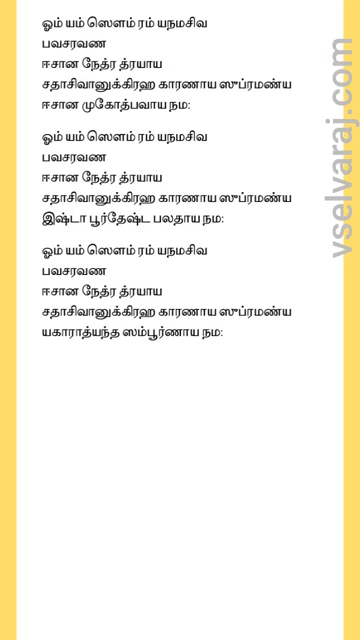 ஓம் யம் ஸௌம் ரம் யநமசிவ
பவசரவண
ஈசான நேத்ர த்ரயாய
சதாசிவானுக்கிரஹ காரணாய ஸுப்ரமண்ய
ஈசான முகோத்பவாய நம:
ஓம் யம் ஸௌம் ரம் யநமசிவ
பவசரவண
ஈசான நேத்ர த்ரயாய
சதாசிவானுக்கிரஹ காரணாய ஸுப்ரமண்ய
இஷ்டா பூர்தேஷ்ட பலதாய நம:
ஓம் யம் ஸௌம் ரம் யநமசிவ
பவசரவண
ஈசான நேத்ர த்ரயாய
சதாசிவானுக்கிரஹ காரணாய ஸுப்ரமண்ய
யகாராத்யந்த ஸம்பூர்ணாய நம:
vselvaraj.com